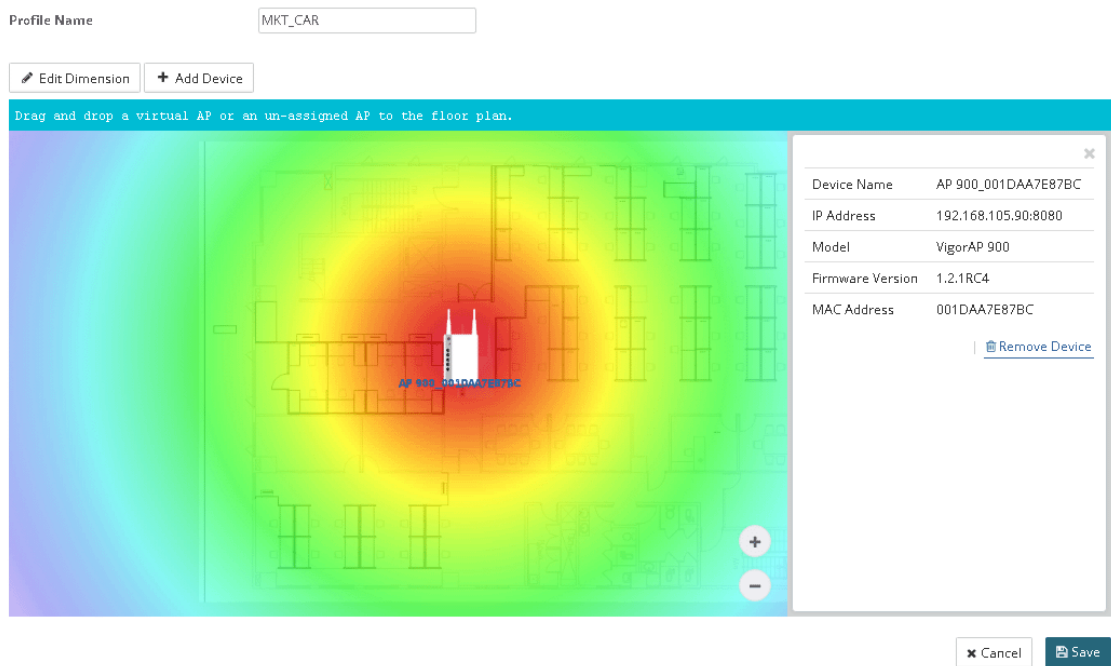 Profile Name MKT_CAR
Edit Dimension + Add Device
Drag and drop a virtual AP or an un-assigned AP to the floor plan.
Device Name AP 900_001DAA7E87BC
IP Address 192.168.105.90:8080
Model VigorAP 900
Firmware Version 1.2.1RC4
MAC Address 001DAA7E87BC
Remove Device
AP 900_001DAA7E87BC
Cancel Save